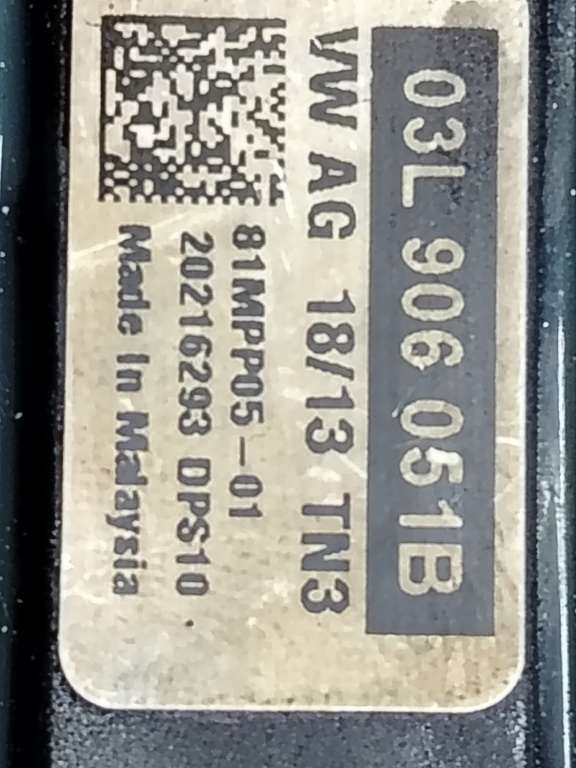 03L 906 051B
VW AG 18/13 TN3
81MPP05-01
20216293 DPS10
Made In Malaysia